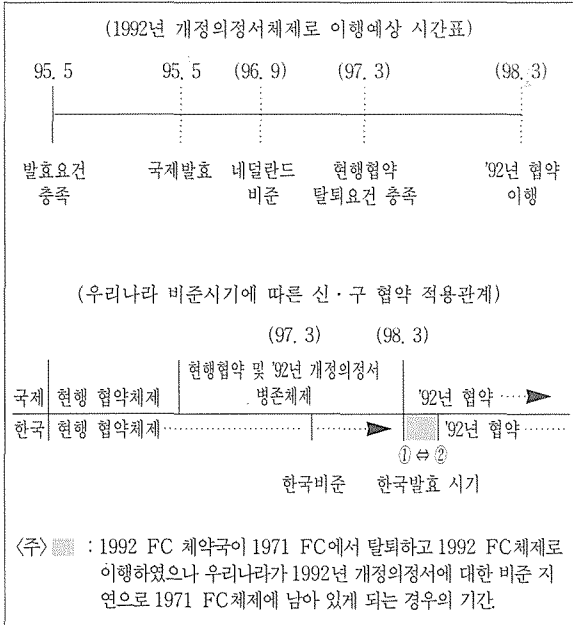 (1992년 개정의정서체제로 이행예상 시간표)
95. 5 95. 5 (96. 9) (97. 3) (98. 3)
발효요건 국제발효 네덜란드 현행협약 '92년 협약
충족 비준 탈퇴요건 충족 이행
(우리나라 비준시기에 따른 신·구 협약 적용관계)
(97. 3) (98. 3)
현행협약 및 '92년 개정의정서
국제 현행 협약체제 병존체제 '92년 협약
한국 현행 협약체제 '92년 협약
① ⇔ ②
한국비준 한국발효 시기
〈주〉 : 1992 FC 체약국이 1971 FC에서 탈퇴하고 1992 FC체제로
이행하였으나 우리나라가 1992년 개정의정서에 대한 비준 지
연으로 1971 FC체제에 남아 있게 되는 경우의 기간.